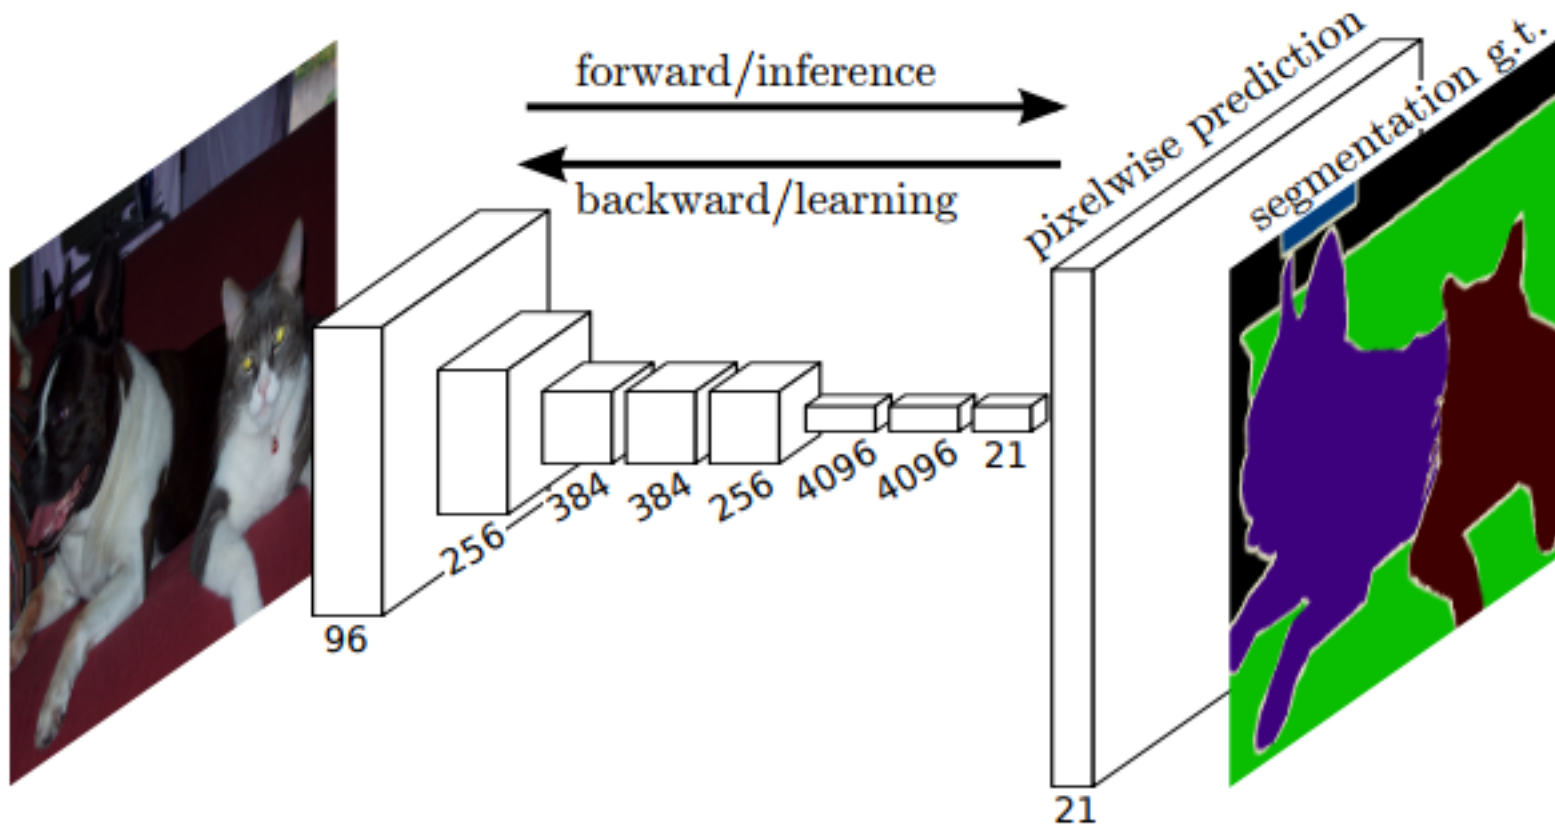 forward/inference
backward/learning
pixelwise prediction
segmentation g.t.
96
256
384
384
256
4096
4096
21
21